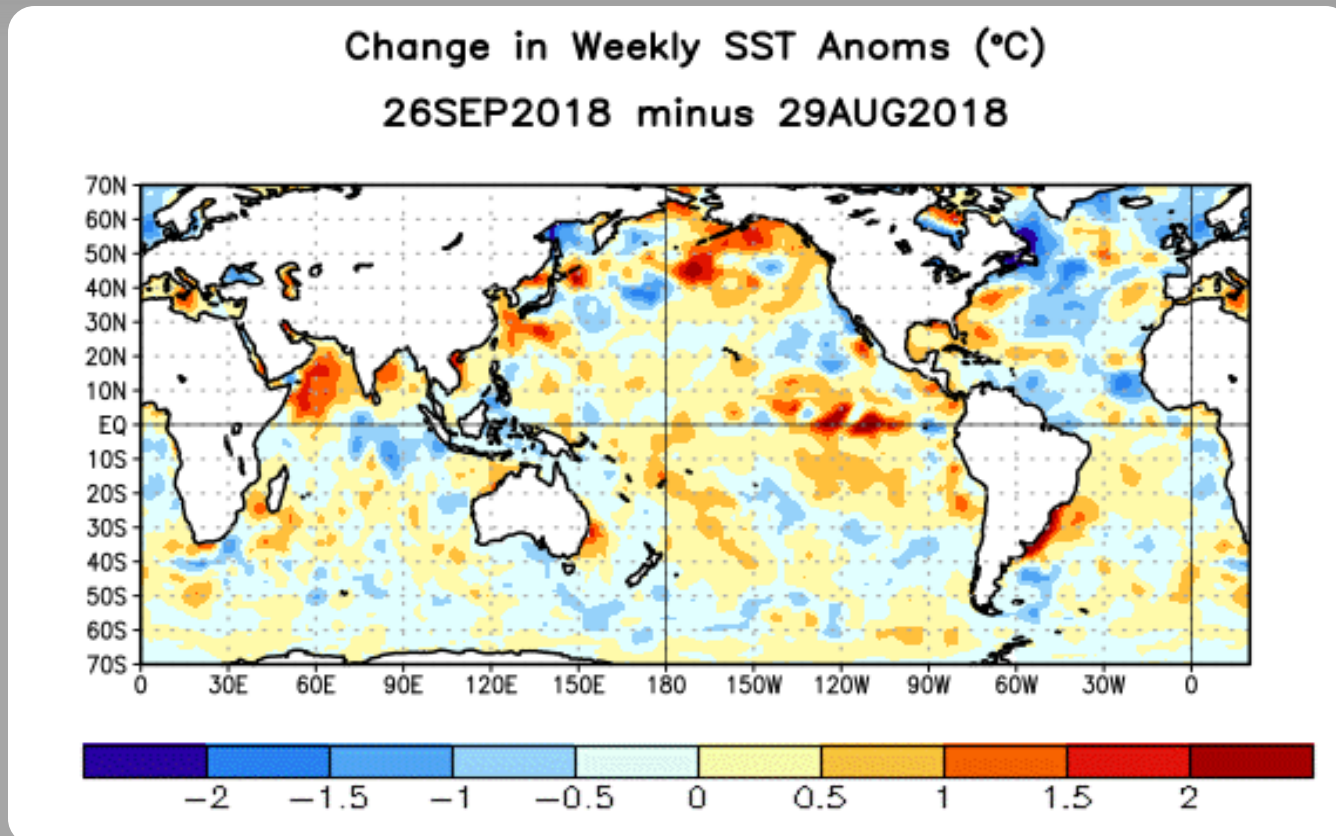 Change in Weekly SST Anoms (°C)
26SEP2018 minus 29AUG2018
70N
60N
50N
40N
30N
20N
10N
EQ
10S
20S
30S
40S
50S
60S
70S
0 30E 60E 90E 120E 150E 180 150W 120W 90W 60W 30W 0
−2 −1.5 −1 −0.5 0 0.5 1 1.5 2